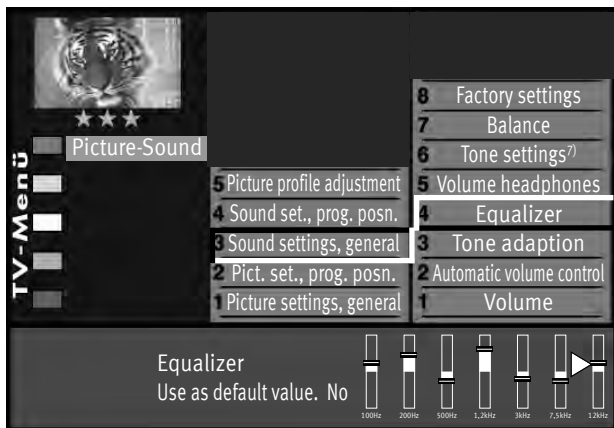 TV-Menü
Picture-Sound
5 Picture profile adjustment
4 Sound set., prog. posn.
3 Sound settings, general
2 Pict. set., prog. posn.
1 Picture settings, general
8 Factory settings
7 Balance
6 Tone settings7)
5 Volume headphones
4 Equalizer
3 Tone adaption
2 Automatic volume control
1 Volume
Equalizer
Use as default value. No
100Hz 200Hz 500Hz 1,2kHz 3kHz 7,5kHz 12kHz